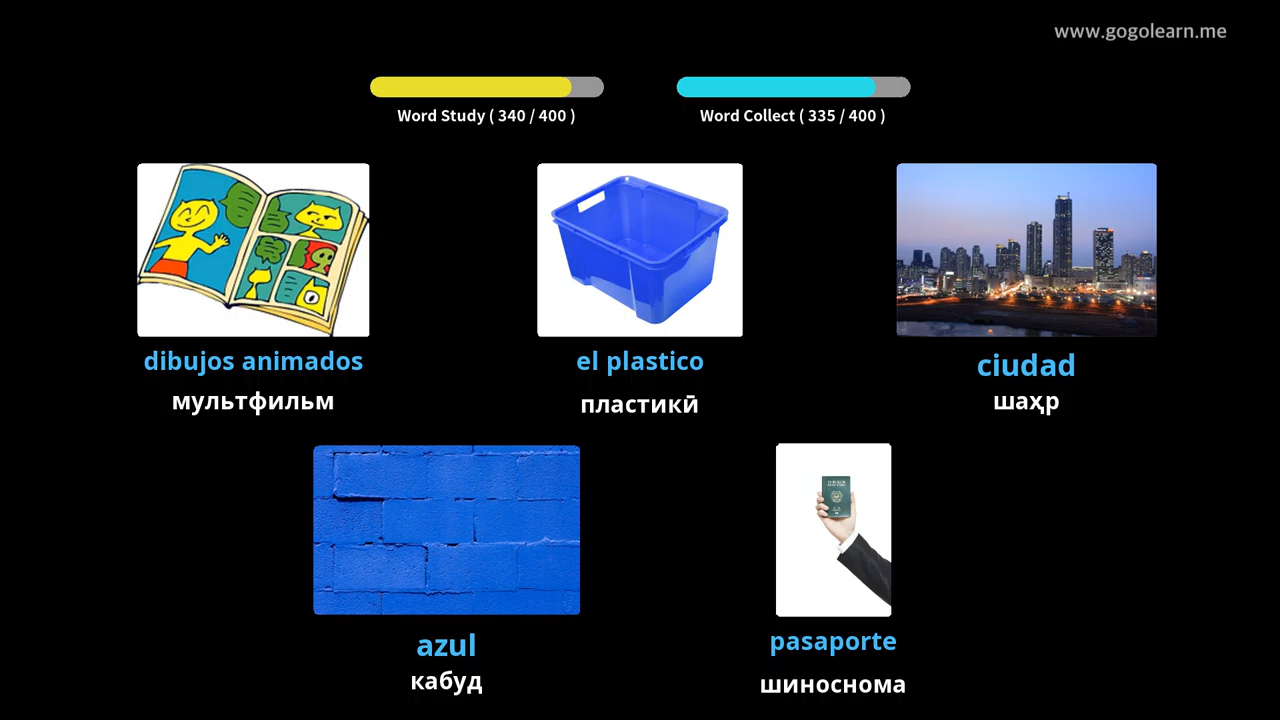 www.gogolearn.me
Word Study ( 340 / 400 )
Word Collect ( 335 / 400 )
dibujos animados
мультфильм
el plastico
пластикӣ
ciudad
шаҳр
azul
кабуд
pasaporte
шиноснома